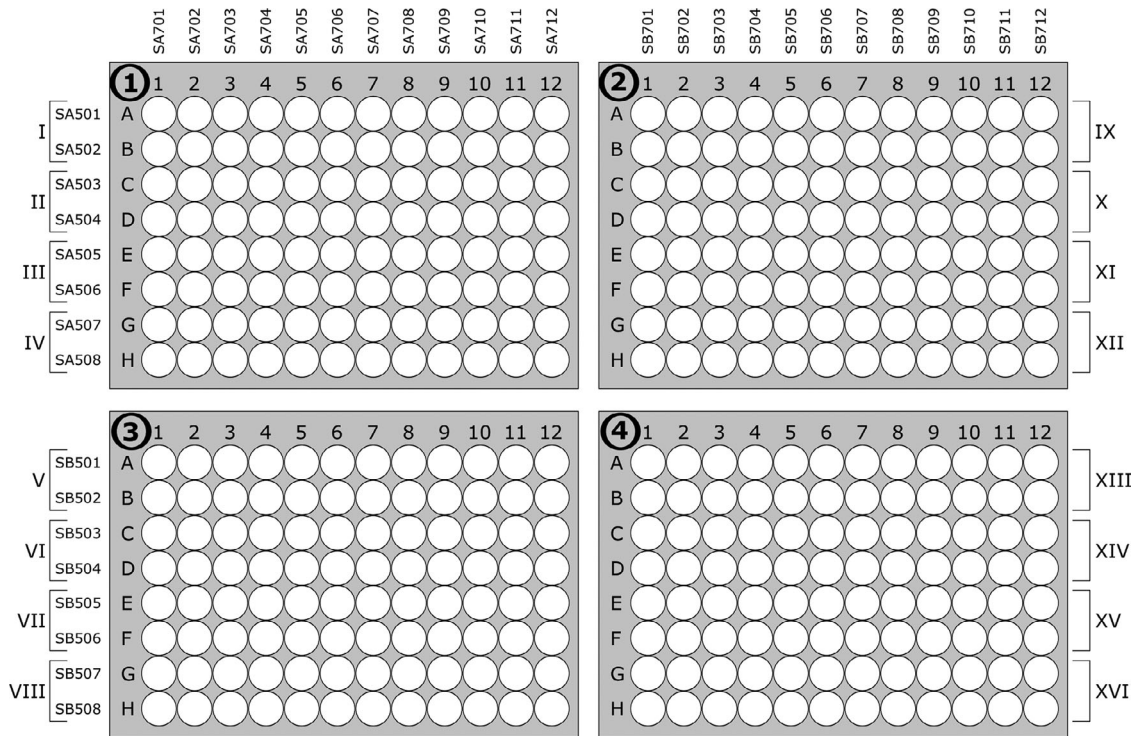 SA701 SA702 SA703 SA704 SA705 SA706 SA707 SA708 SA709 SA710 SA711 SA712
SB701 SB702 SB703 SB704 SB705 SB706 SB707 SB708 SB709 SB710 SB711 SB712
1 1 2 3 4 5 6 7 8 9 10 11 12
I
SA501 A
SA502 B
II
SA503 C
SA504 D
III
SA505 E
SA506 F
IV
SA507 G
SA508 H
2 1 2 3 4 5 6 7 8 9 10 11 12
A
B
IX
C
D
X
E
F
XI
G
H
XII
3 1 2 3 4 5 6 7 8 9 10 11 12
V
SB501 A
SB502 B
VI
SB503 C
SB504 D
VII
SB505 E
SB506 F
VIII
SB507 G
SB508 H
4 1 2 3 4 5 6 7 8 9 10 11 12
A
B
XIII
C
D
XIV
E
F
XV
G
H
XVI